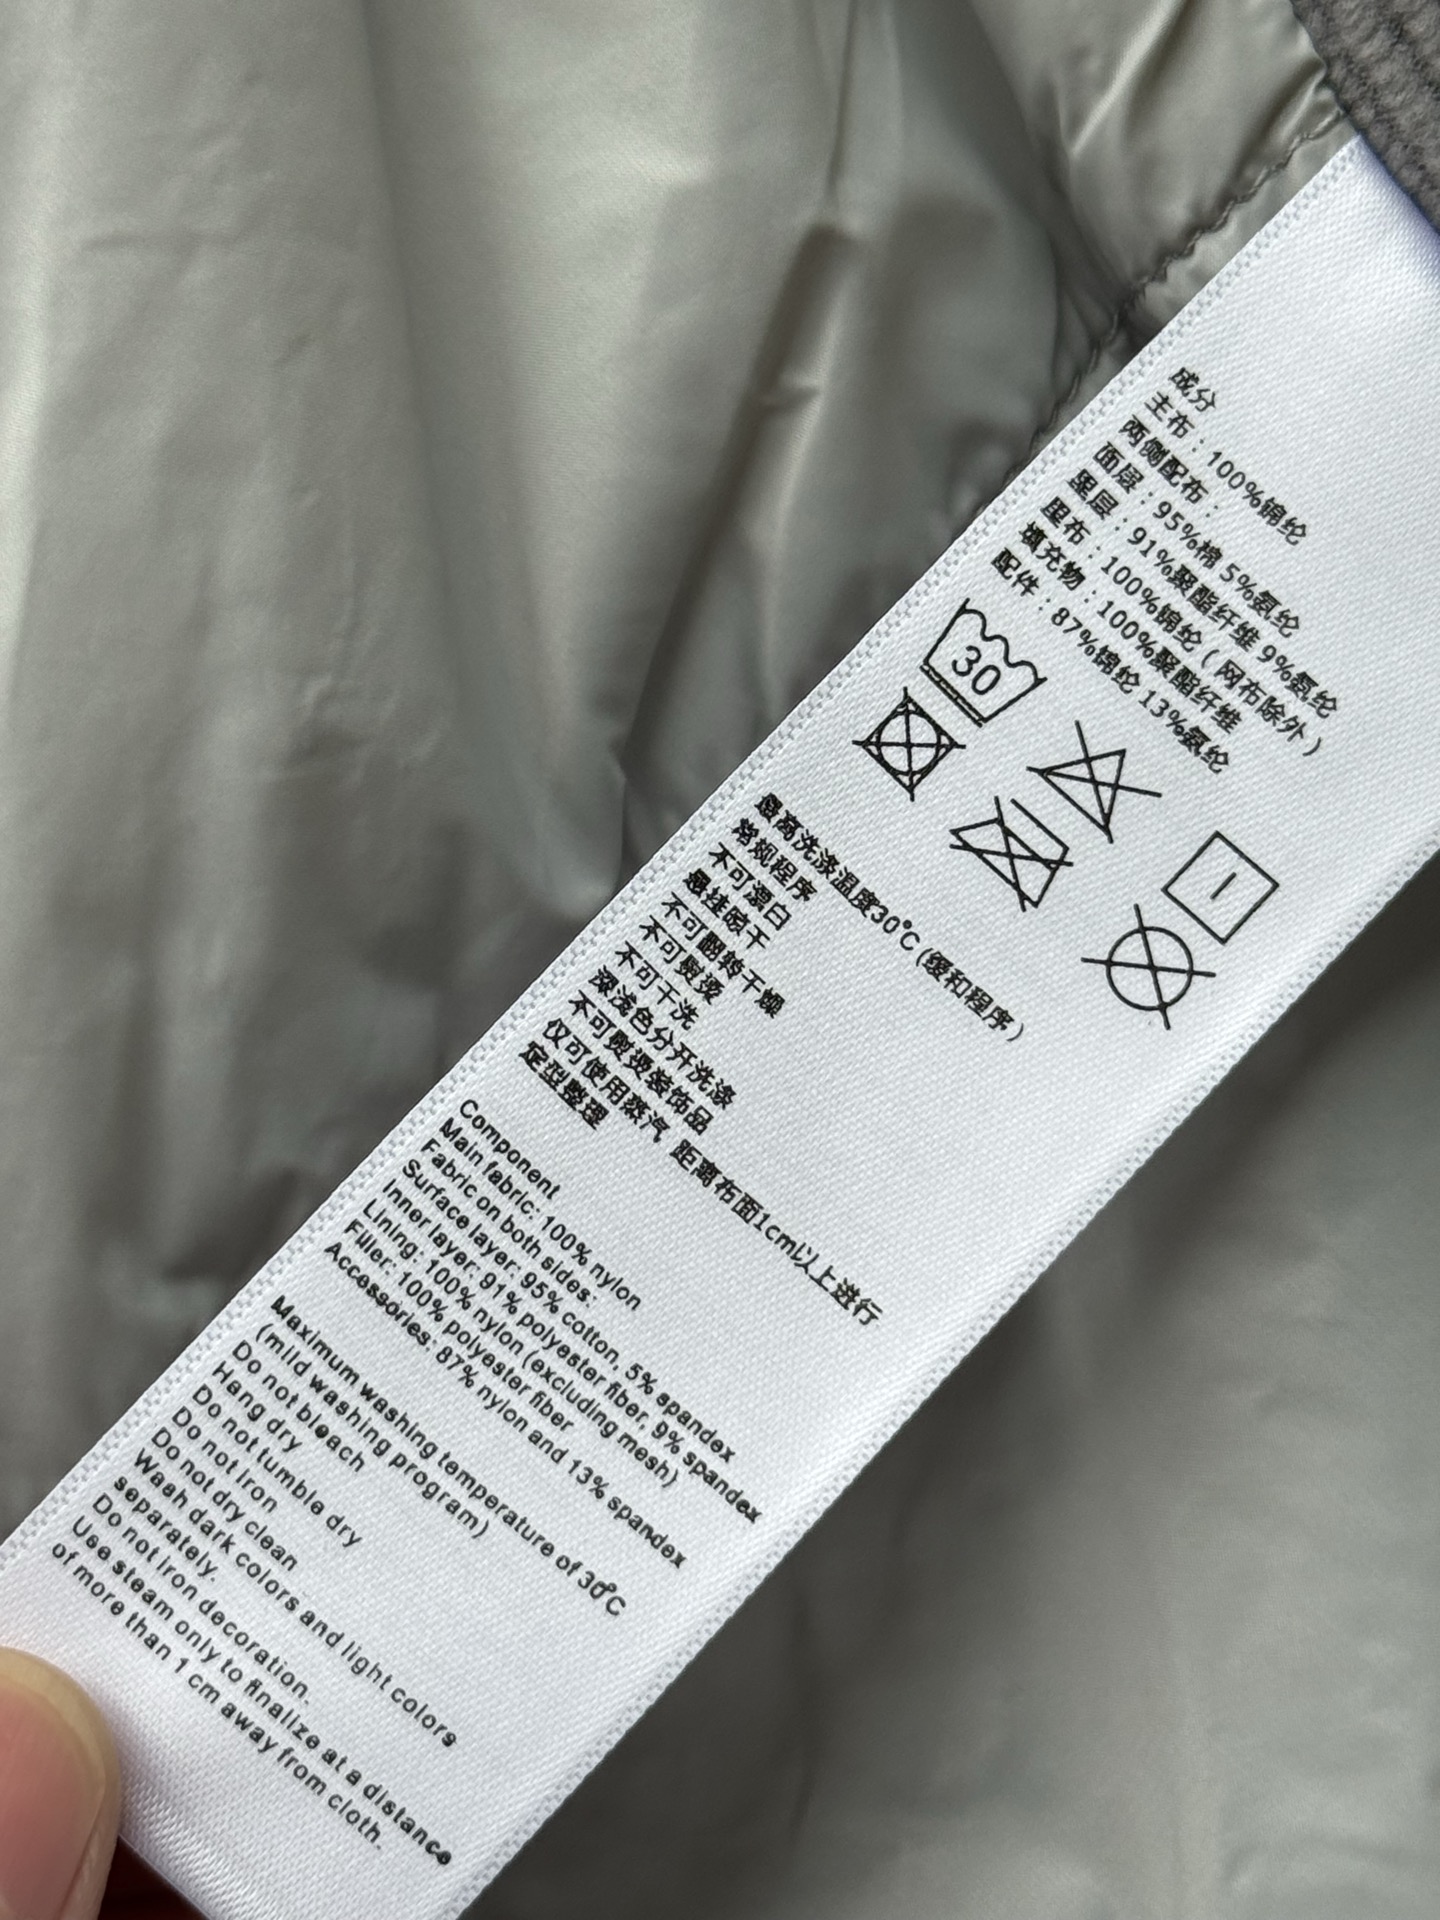 成分
主布：100%锦纶
两侧配布：
面层：95%棉 5%氨纶
里层：91%聚酯纤维 9%氨纶
里布：100%锦纶（网布除外）
填充物：100%聚酯纤维
配件：87%锦纶 13%氨纶
30
最高洗涤温度30℃(缓和程序)
常规程序
不可漂白
悬挂晾干
不可翻转干燥
不可熨烫
不可干洗
深浅色分开洗涤
不可熨烫装饰品
仅可使用蒸汽 距离布面1cm以上进行
定型整理
Component
Main fabric: 100% nylon
Fabric on both sides:
Surface layer: 95% cotton, 5% spandex
Inner layer: 91% polyester fiber, 9% spandex
Lining: 100% nylon (excluding mesh)
Filler: 100% polyester fiber
Accessories: 87% nylon and 13% spandex
Maximum washing temperature of 30℃
(mild washing program)
Do not bleach
Hang dry
Do not tumble dry
Do not iron
Do not dry clean
Wash dark colors and light colors
separately.
Do not iron decoration.
Use steam only to finalize at a distance
of more than 1 cm away from cloth.